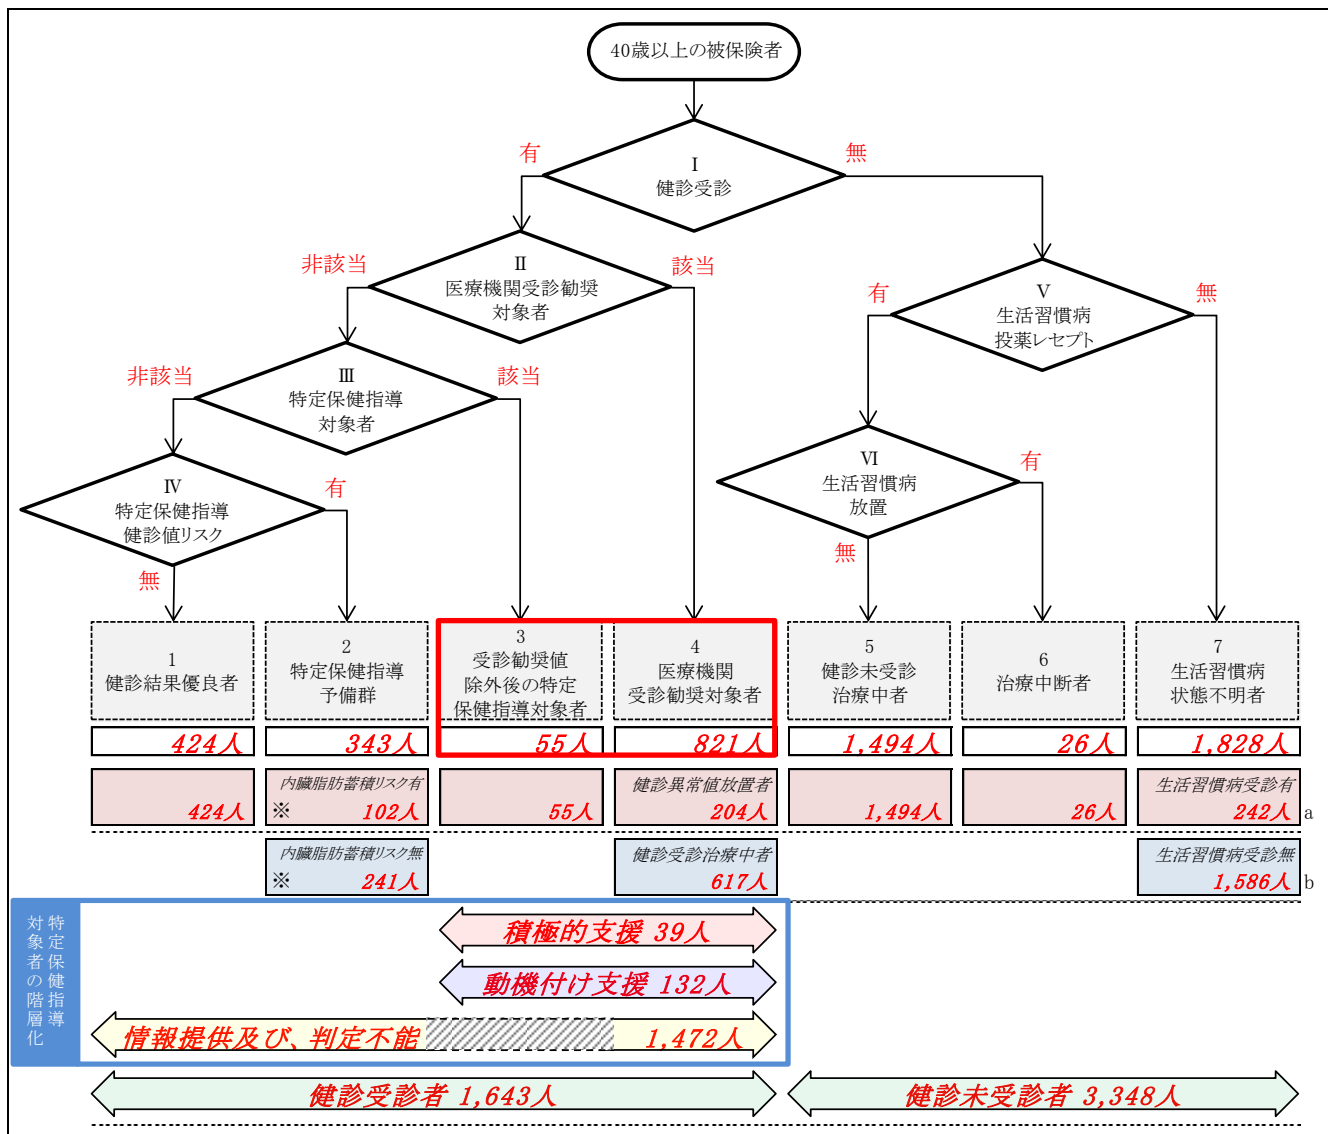 40歳以上の被保険者
Ⅰ
健診受診
有
無
Ⅱ
医療機関受診勧奨
対象者
非該当
該当
Ⅴ
生活習慣病
投薬レセプト
有
無
Ⅲ
特定保健指導
対象者
非該当
該当
Ⅵ
生活習慣病
放置
有
無
Ⅳ
特定保健指導
健診値リスク
有
無
1
健診結果優良者
2
特定保健指導
予備群
3
受診勧奨値
除外後の特定
保健指導対象者
4
医療機関
受診勧奨対象者
5
健診未受診
治療中者
6
治療中断者
7
生活習慣病
状態不明者
424人
343人
55人
821人
1,494人
26人
1,828人
424人
内臓脂肪蓄積リスク有
※ 102人
55人
健診異常値放置者
204人
1,494人
26人
生活習慣病受診有
242人
a
内臓脂肪蓄積リスク無
※ 241人
健診受診治療中者
617人
生活習慣病受診無
1,586人
b
特定保健指導
対象者の階層化
積極的支援 39人
動機付け支援 132人
情報提供及び、判定不能 1,472人
健診受診者 1,643人
健診未受診者 3,348人